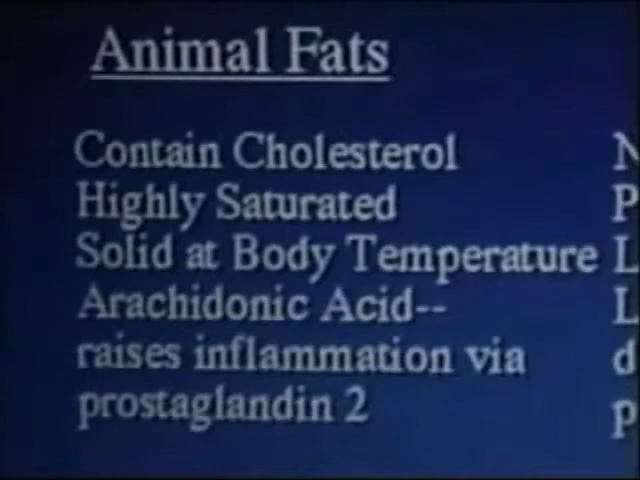 Animal Fats
Contain Cholesterol
Highly Saturated
Solid at Body Temperature
Arachidonic Acid--
raises inflammation via
prostaglandin 2